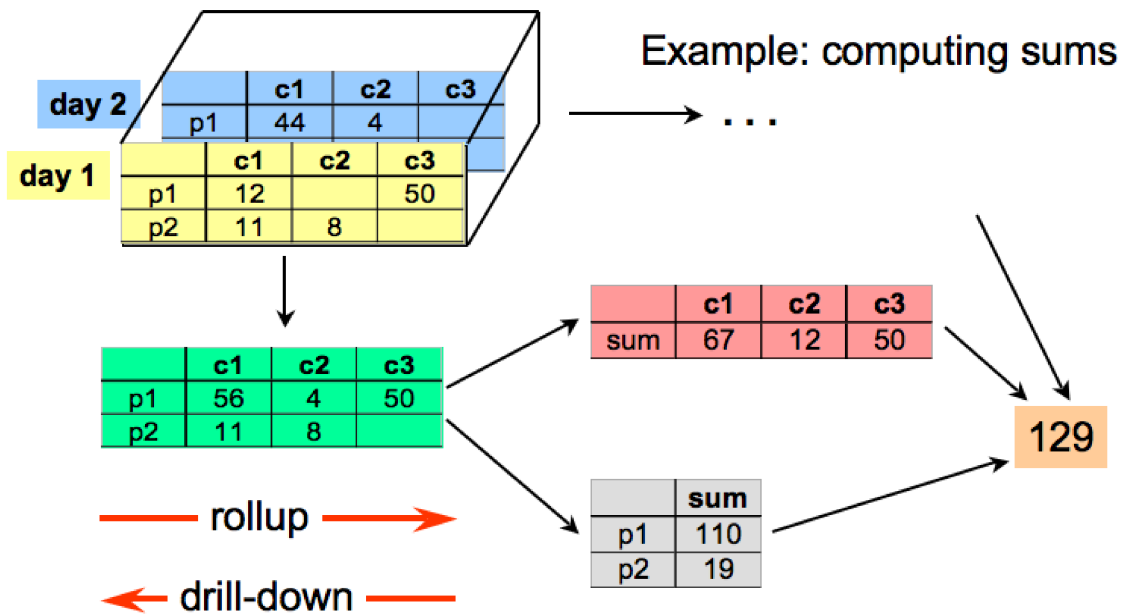 Example: computing sums
day 2
c1 c2 c3
p1 44 4
. . .
day 1
c1 c2 c3
p1 12 50
p2 11 8
c1 c2 c3
sum 67 12 50
c1 c2 c3
p1 56 4 50
p2 11 8
129
sum
p1 110
p2 19
rollup
drill-down